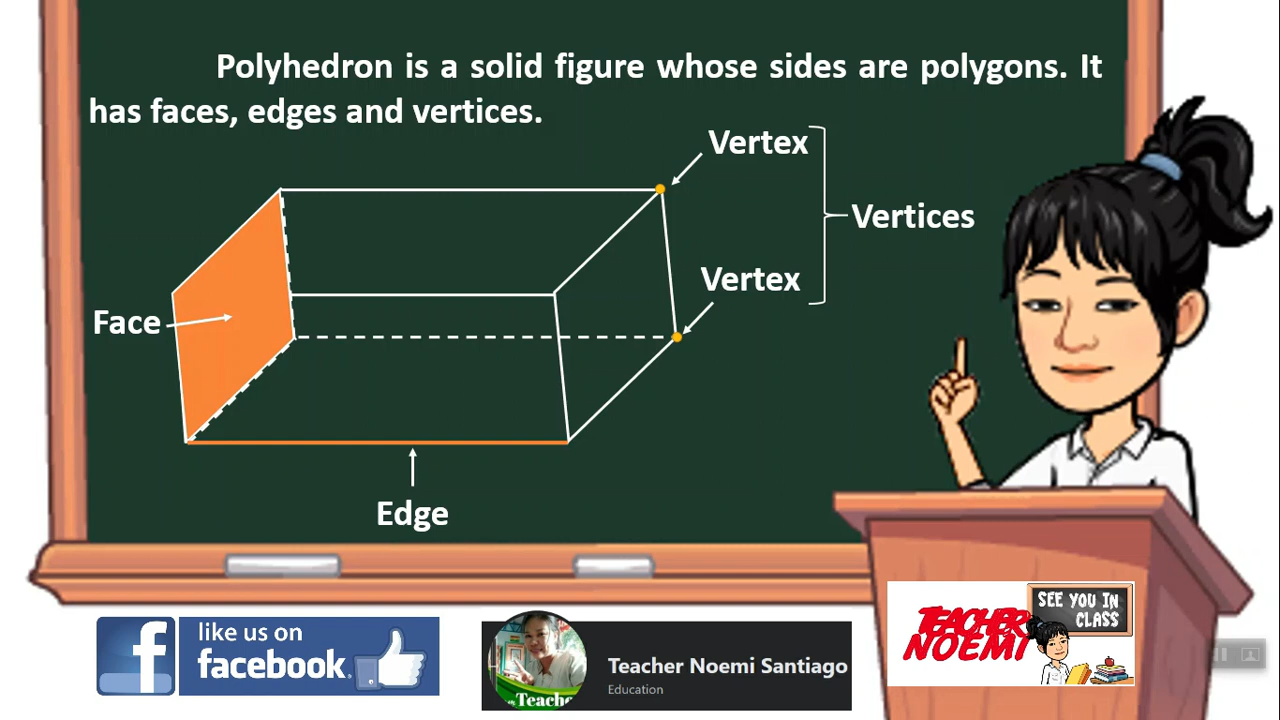 Polyhedron is a solid figure whose sides are polygons. It
has faces, edges and vertices.
Vertex
Vertices
Vertex
Face
Edge
like us on
facebook.
Teacher Noemi Santiago
Education
Teache
TEACHER
NOEMI
SEE YOU IN
CLASS